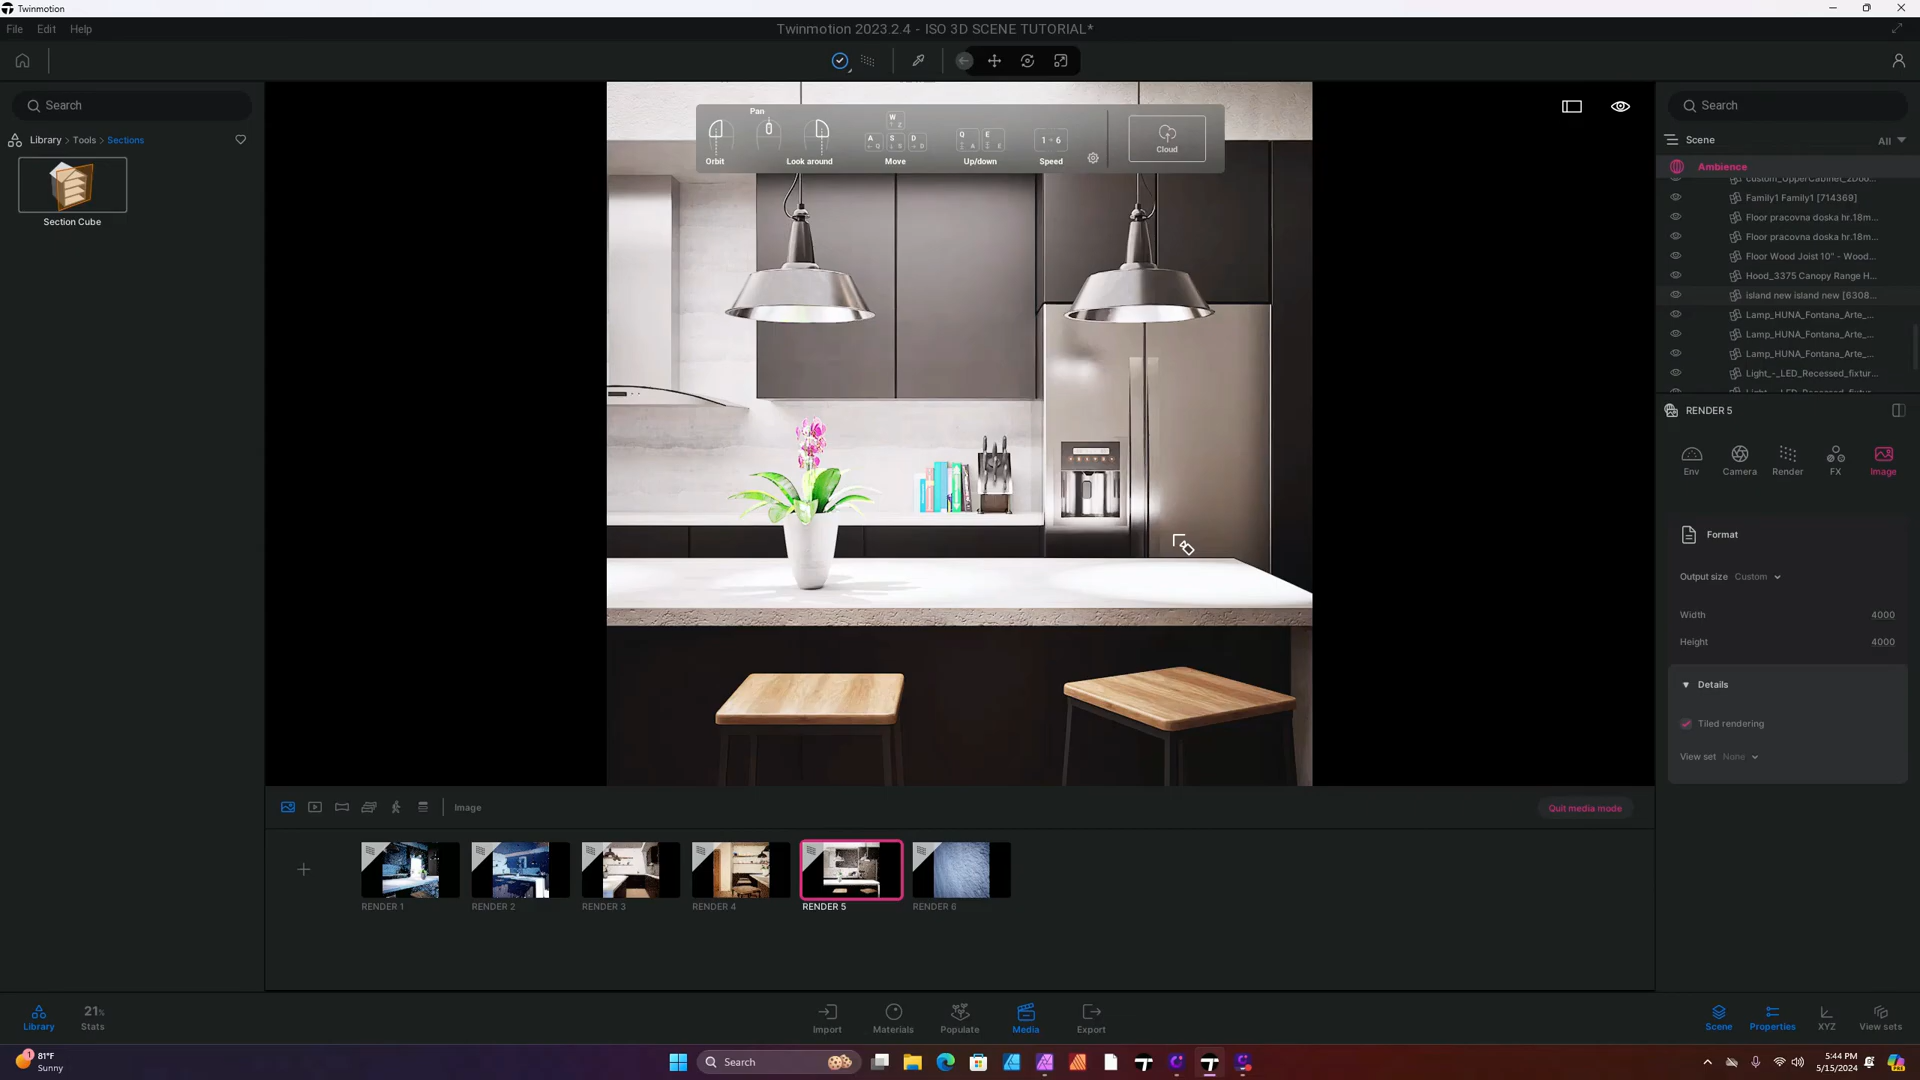 Twinmotion
File Edit Help
Twinmotion 2023.2.4 - ISO 3D SCENE TUTORIAL*
Search
Library > Tools > Sections
Section Cube
Pan
Orbit
Look around
W
Z
A
Q
S
S
D
D
Move
Q
A
E
E
Up/down
1 - 6
Speed
Cloud
Search
Scene
All
Ambience
custom_UpperCabinet_2Doo...
Family1 Family1 [714369]
Floor pracovna doska hr.18m...
Floor pracovna doska hr.18m...
Floor Wood Joist 10" - Wood...
Hood_3375 Canopy Range H...
island new island new [6308...
Lamp_HUNA_Fontana_Arte_...
Lamp_HUNA_Fontana_Arte_...
Lamp_HUNA_Fontana_Arte_...
Light_-_LED_Recessed_fixtur...
Light_-_LED_Recessed_fixtur...
RENDER 5
Env Camera Render FX Image
Format
Output size Custom
Width 4000
Height 4000
Details
Tiled rendering
View set None
Image
Quit media mode
RENDER 1 RENDER 2 RENDER 3 RENDER 4 RENDER 5 RENDER 6
Library
21%
Stats
Import Materials Populate Media Export
Scene Properties XYZ View sets
1
81°F
Sunny
Search
5:44 PM
5/15/2024